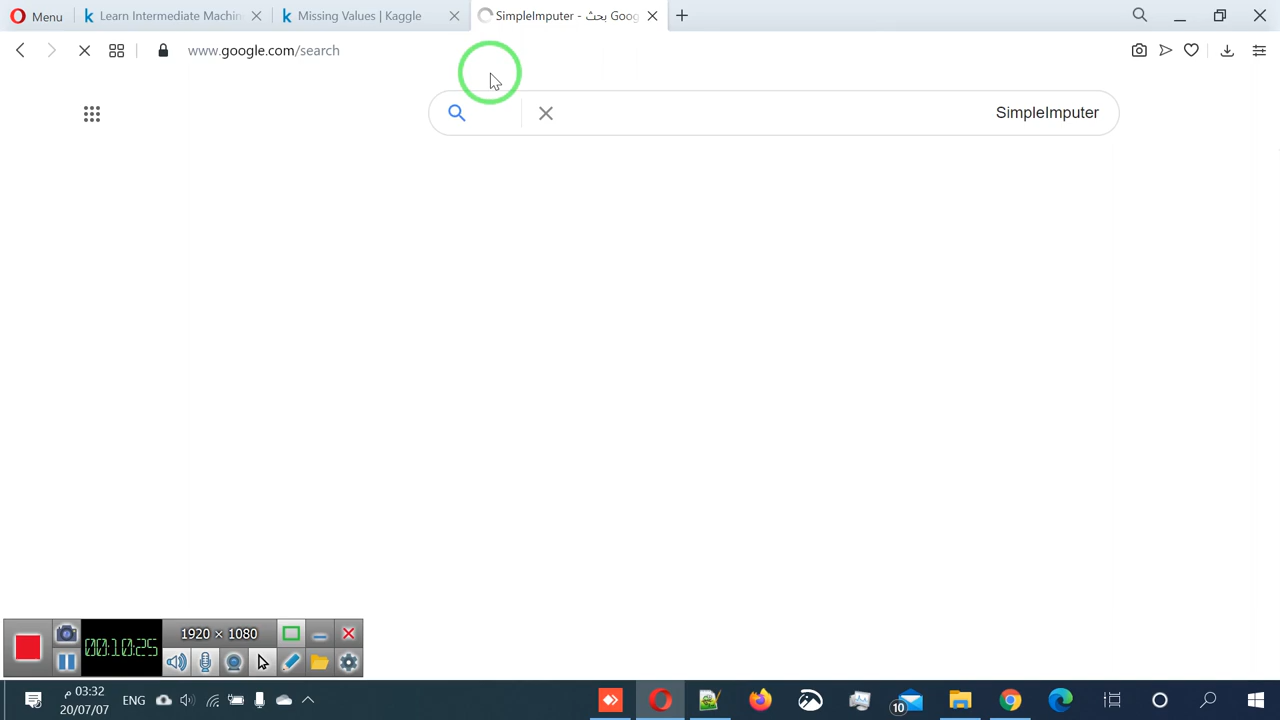 Menu
Learn Intermediate Machin
Missing Values | Kaggle
SimpleImputer - بحث Goog
www.google.com/search
SimpleImputer
00:10:25
1920 × 1080
03:32 م
20/07/07
ENG
10